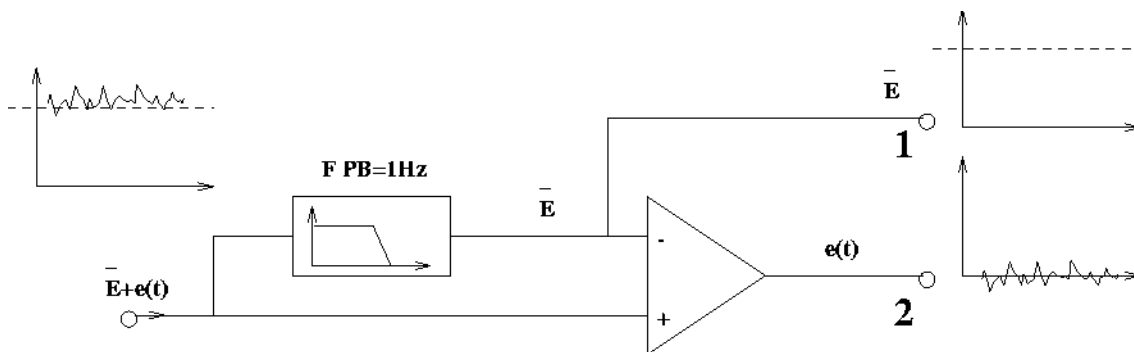 Ē
1
F PB=1Hz
Ē
-
e(t)
Ē+e(t)
+
2